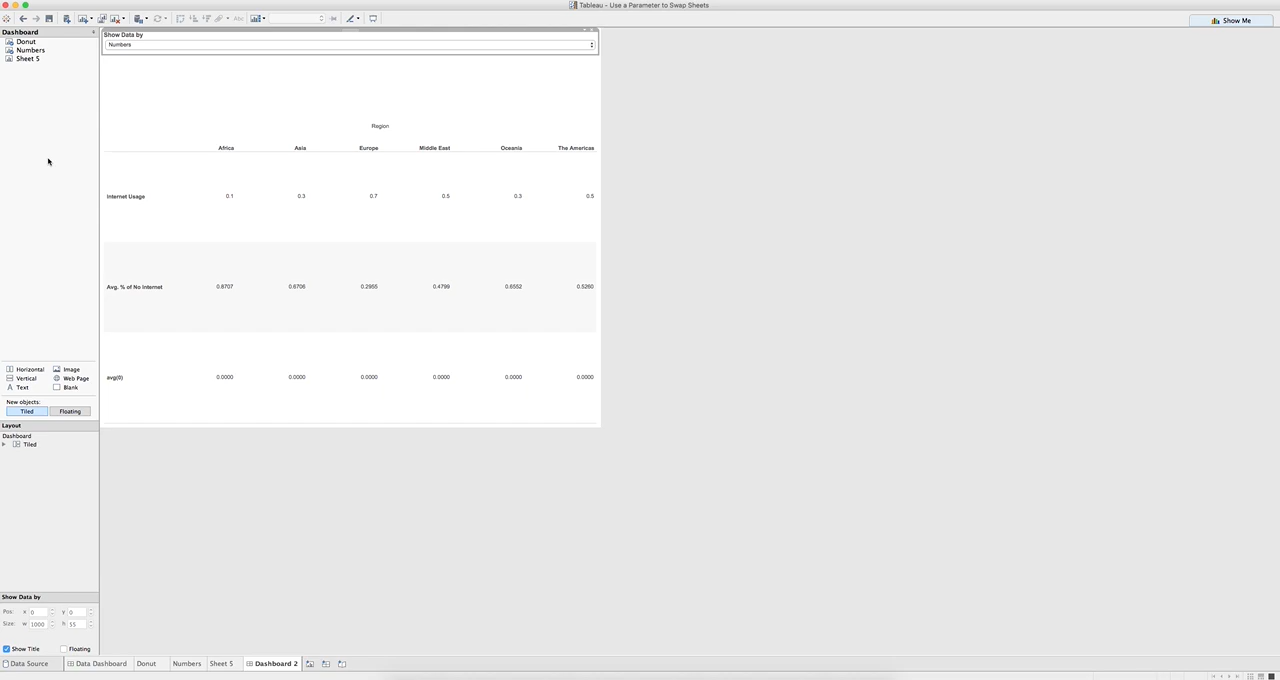 Tableau - Use a Parameter to Swap Sheets
Abc
Show Me
Dashboard
Donut
Numbers
Sheet 5
Show Data by
Numbers
Region
Africa Asia Europe Middle East Oceania The Americas
Internet Usage 0.1 0.3 0.7 0.5 0.3 0.5
Avg. % of No Internet 0.8707 0.6706 0.2955 0.4799 0.6552 0.5260
avg(0) 0.0000 0.0000 0.0000 0.0000 0.0000 0.0000
Horizontal Image
Vertical Web Page
A Text Blank
New objects:
Tiled Floating
Layout
Dashboard
Tiled
Show Data by
Pos: x 0 y 0
Size: w 1000 h 55
Show Title Floating
Data Source Data Dashboard Donut Numbers Sheet 5 Dashboard 2